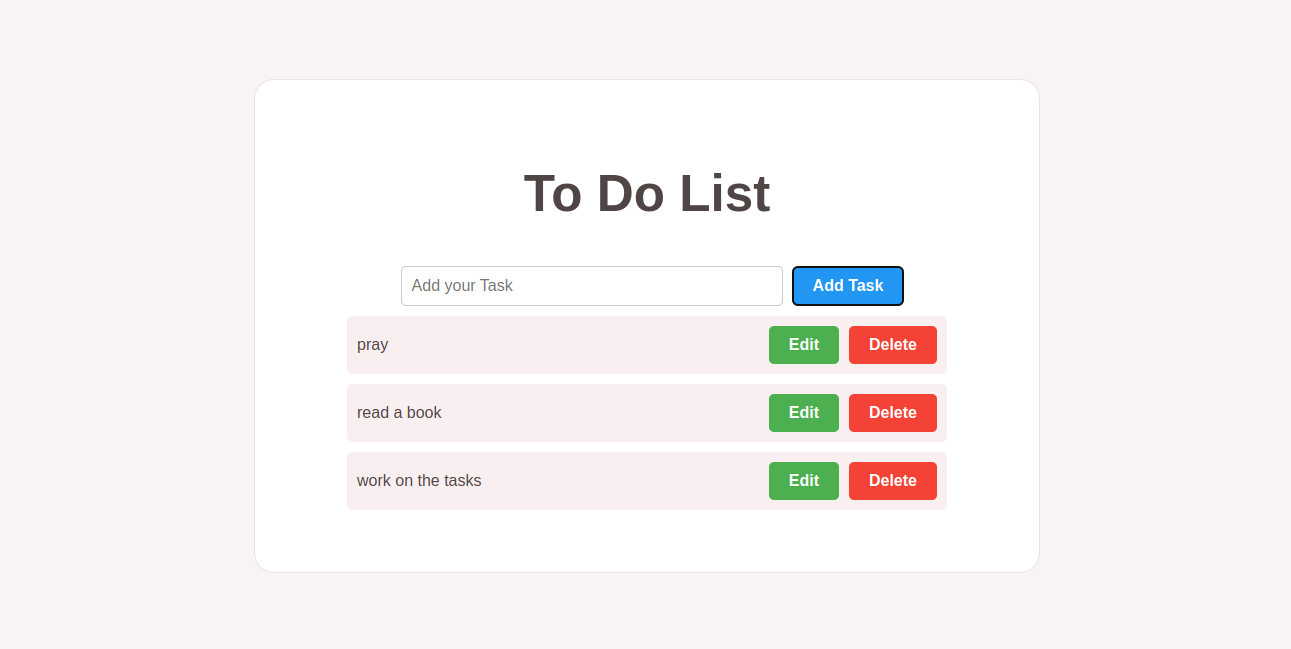 To Do List
Add your Task Add Task
pray Edit Delete
read a book Edit Delete
work on the tasks Edit Delete